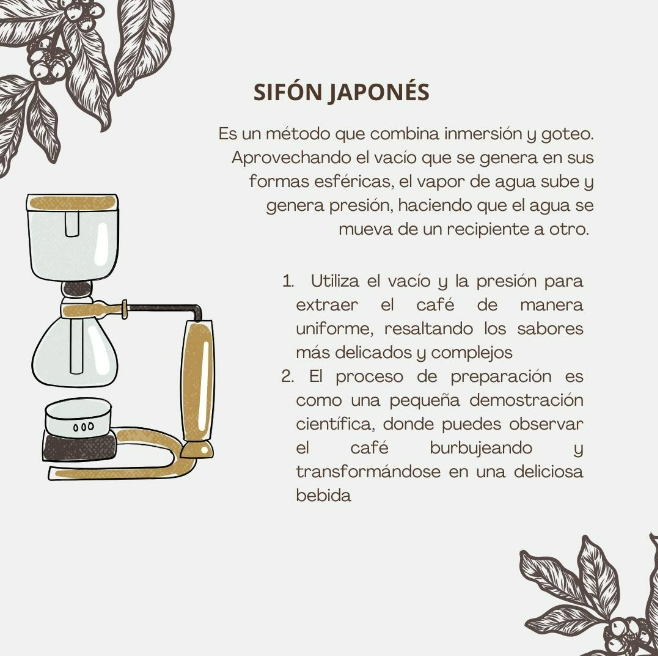 SIFÓN JAPONÉS
Es un método que combina inmersión y goteo.
Aprovechando el vacío que se genera en sus
formas esféricas, el vapor de agua sube y
genera presión, haciendo que el agua se
mueva de un recipiente a otro.
1. Utiliza el vacío y la presión para
extraer el café de manera
uniforme, resaltando los sabores
más delicados y complejos
2. El proceso de preparación es
como una pequeña demostración
científica, donde puedes observar
el café burbujeando y
transformándose en una deliciosa
bebida